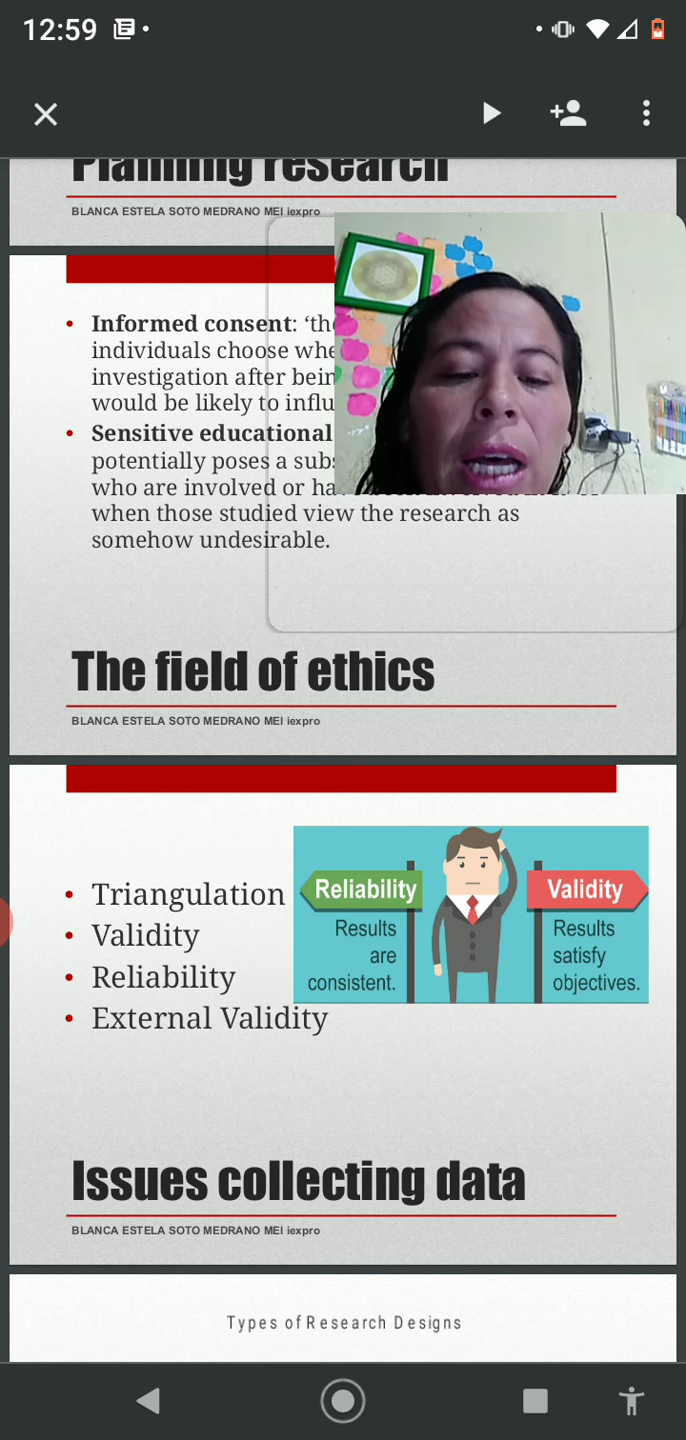 12:59
Planning research
BLANCA ESTELA SOTO MEDRANO MEI iexpro
Informed consent: ‘the
individuals choose whe
investigation after bein
would be likely to influ
Sensitive educational
potentially poses a subs
who are involved or ha
when those studied view the research as
somehow undesirable.
The field of ethics
BLANCA ESTELA SOTO MEDRANO MEI iexpro
Triangulation
Validity
Reliability
External Validity
Reliability
Results
are
consistent.
Validity
Results
satisfy
objectives.
Issues collecting data
BLANCA ESTELA SOTO MEDRANO MEI iexpro
Types of Research Designs